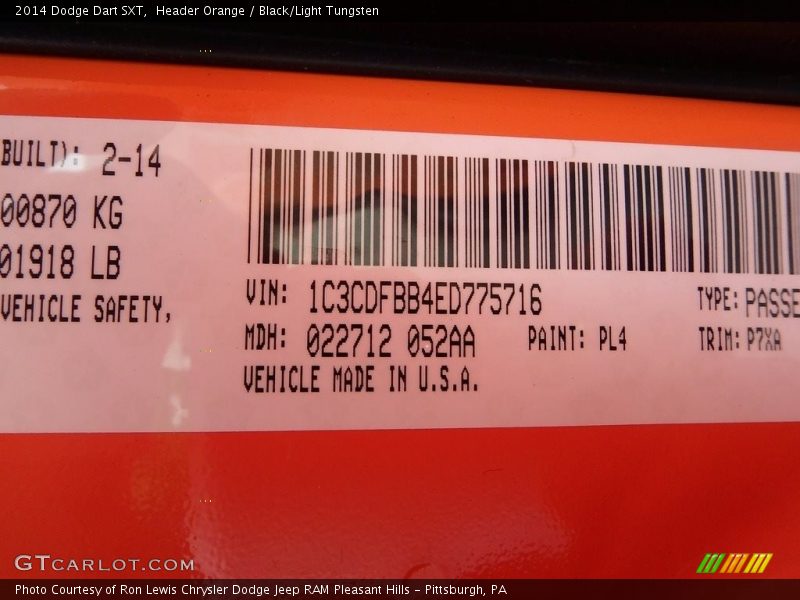 2014 Dodge Dart SXT,  Header Orange / Black/Light Tungsten
BUILT): 2-14
00870 KG
01918 LB
VEHICLE SAFETY,
VIN: 1C3CDFBB4ED775716
TYPE: PASSE
MDH: 022712 052AA
PAINT: PL4
TRIM: P7XA
VEHICLE MADE IN U.S.A.
GTCARLOT.COM
Photo Courtesy of Ron Lewis Chrysler Dodge Jeep RAM Pleasant Hills - Pittsburgh, PA